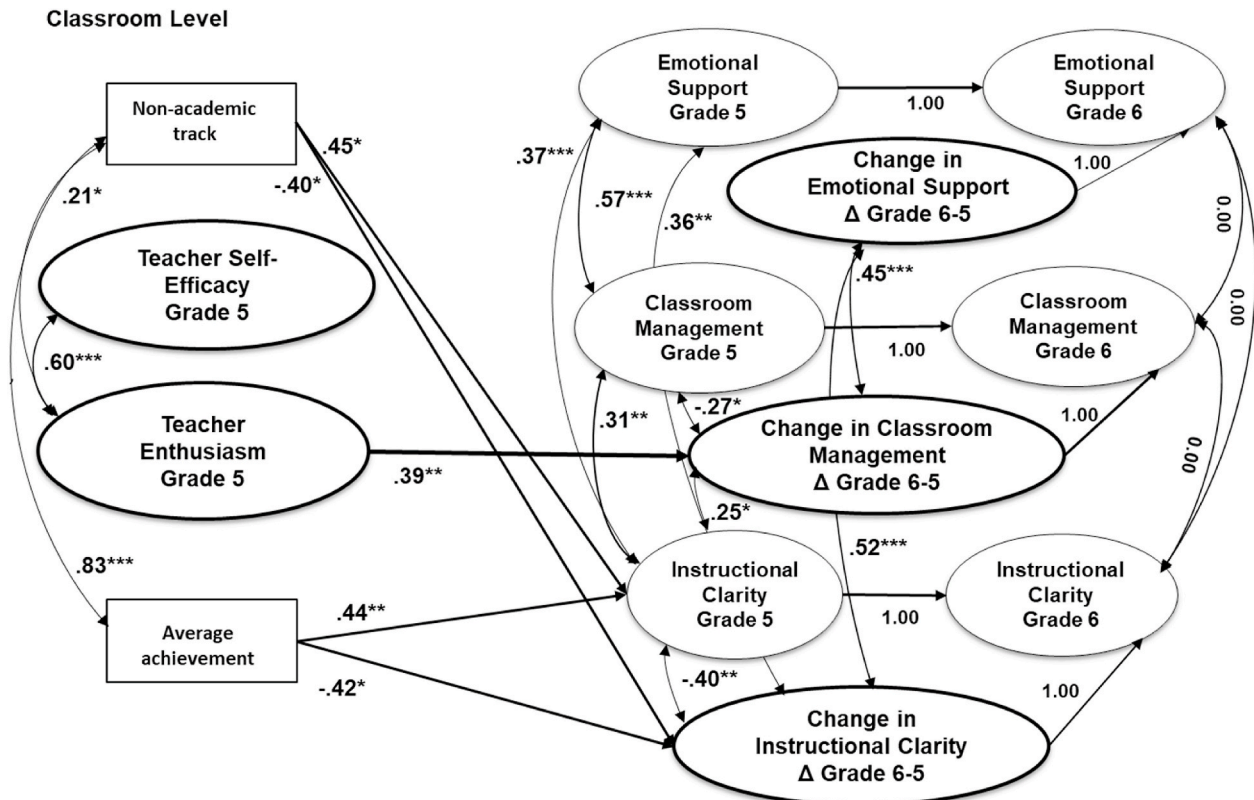 Classroom Level
Non-academic
track
.45*
-.40*
.21*
Teacher Self-
Efficacy
Grade 5
.60***
Teacher
Enthusiasm
Grade 5
.39**
.83***
Average
achievement
.44**
-.42*
Emotional
Support
Grade 5
1.00
Emotional
Support
Grade 6
.37***
.57***
.36**
Change in
Emotional Support
Δ Grade 6-5
1.00
0.00
0.00
.45***
Classroom
Management
Grade 5
1.00
Classroom
Management
Grade 6
.31**
-.27*
Change in Classroom
Management
Δ Grade 6-5
1.00
0.00
.25*
.52***
Instructional
Clarity
Grade 5
1.00
Instructional
Clarity
Grade 6
-.40**
Change in
Instructional Clarity
Δ Grade 6-5
1.00